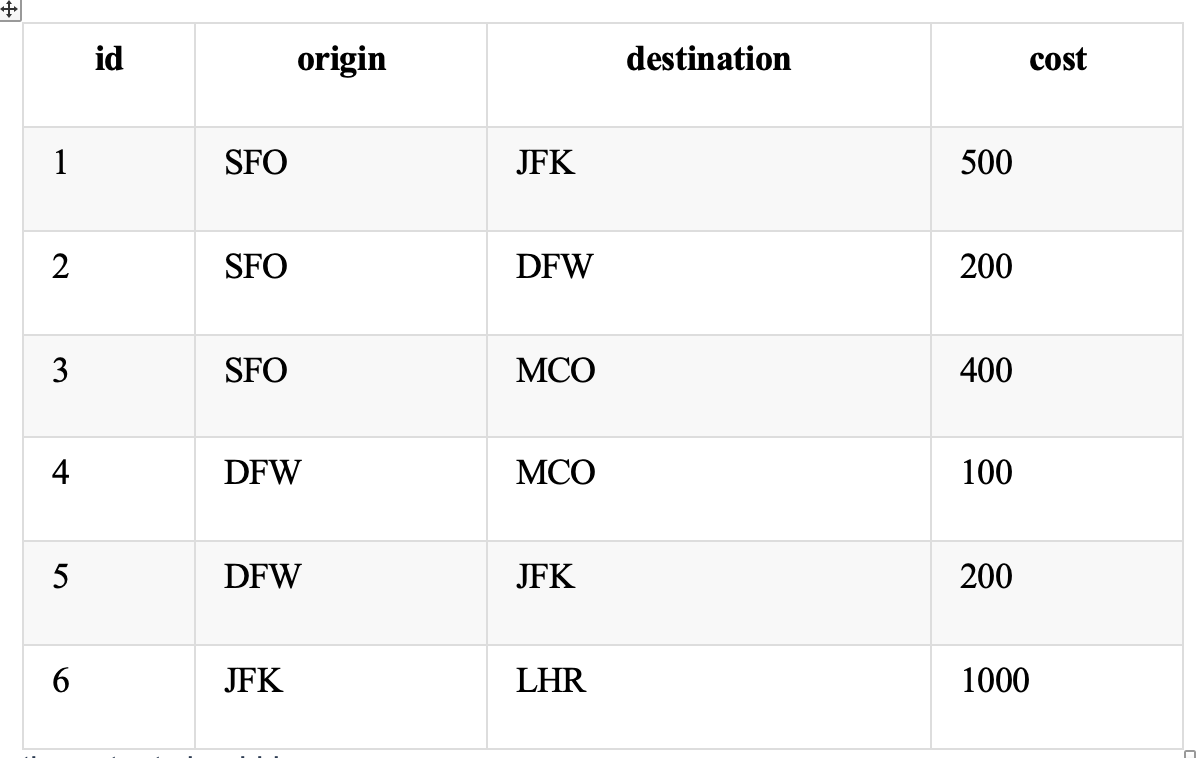 id origin destination cost
1 SFO JFK 500
2 SFO DFW 200
3 SFO MCO 400
4 DFW MCO 100
5 DFW JFK 200
6 JFK LHR 1000